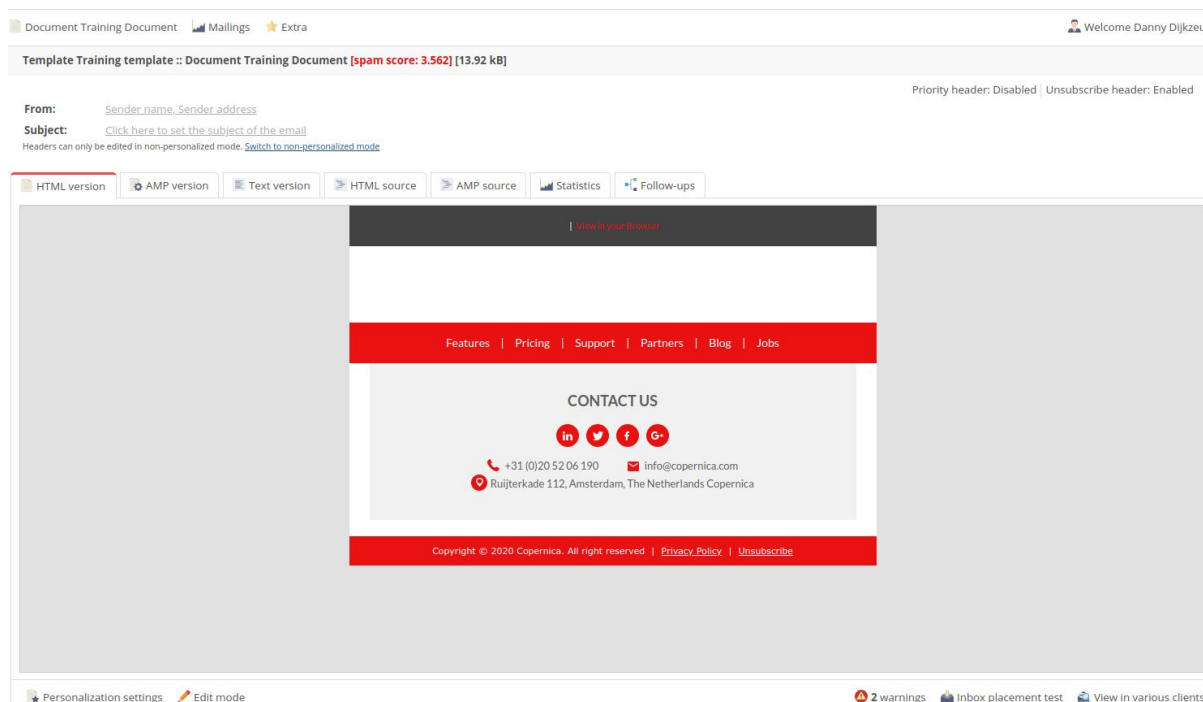 Document Training Document Mailings Extra Welcome Danny Dijkzeu
Template Training template :: Document Training Document [spam score: 3.562] [13.92 kB]
Priority header: Disabled Unsubscribe header: Enabled
From: Sender name, Sender address
Subject: Click here to set the subject of the email
Headers can only be edited in non-personalized mode. Switch to non-personalized mode
HTML version AMP version Text version HTML source AMP source Statistics Follow-ups
| View in your Browser
Features | Pricing | Support | Partners | Blog | Jobs
CONTACT US
in f G+
+31 (0)20 52 06 190 info@copernica.com
Ruijterkade 112, Amsterdam, The Netherlands Copernica
Copyright © 2020 Copernica. All right reserved | Privacy Policy | Unsubscribe
Personalization settings Edit mode 2 warnings Inbox placement test View in various clients